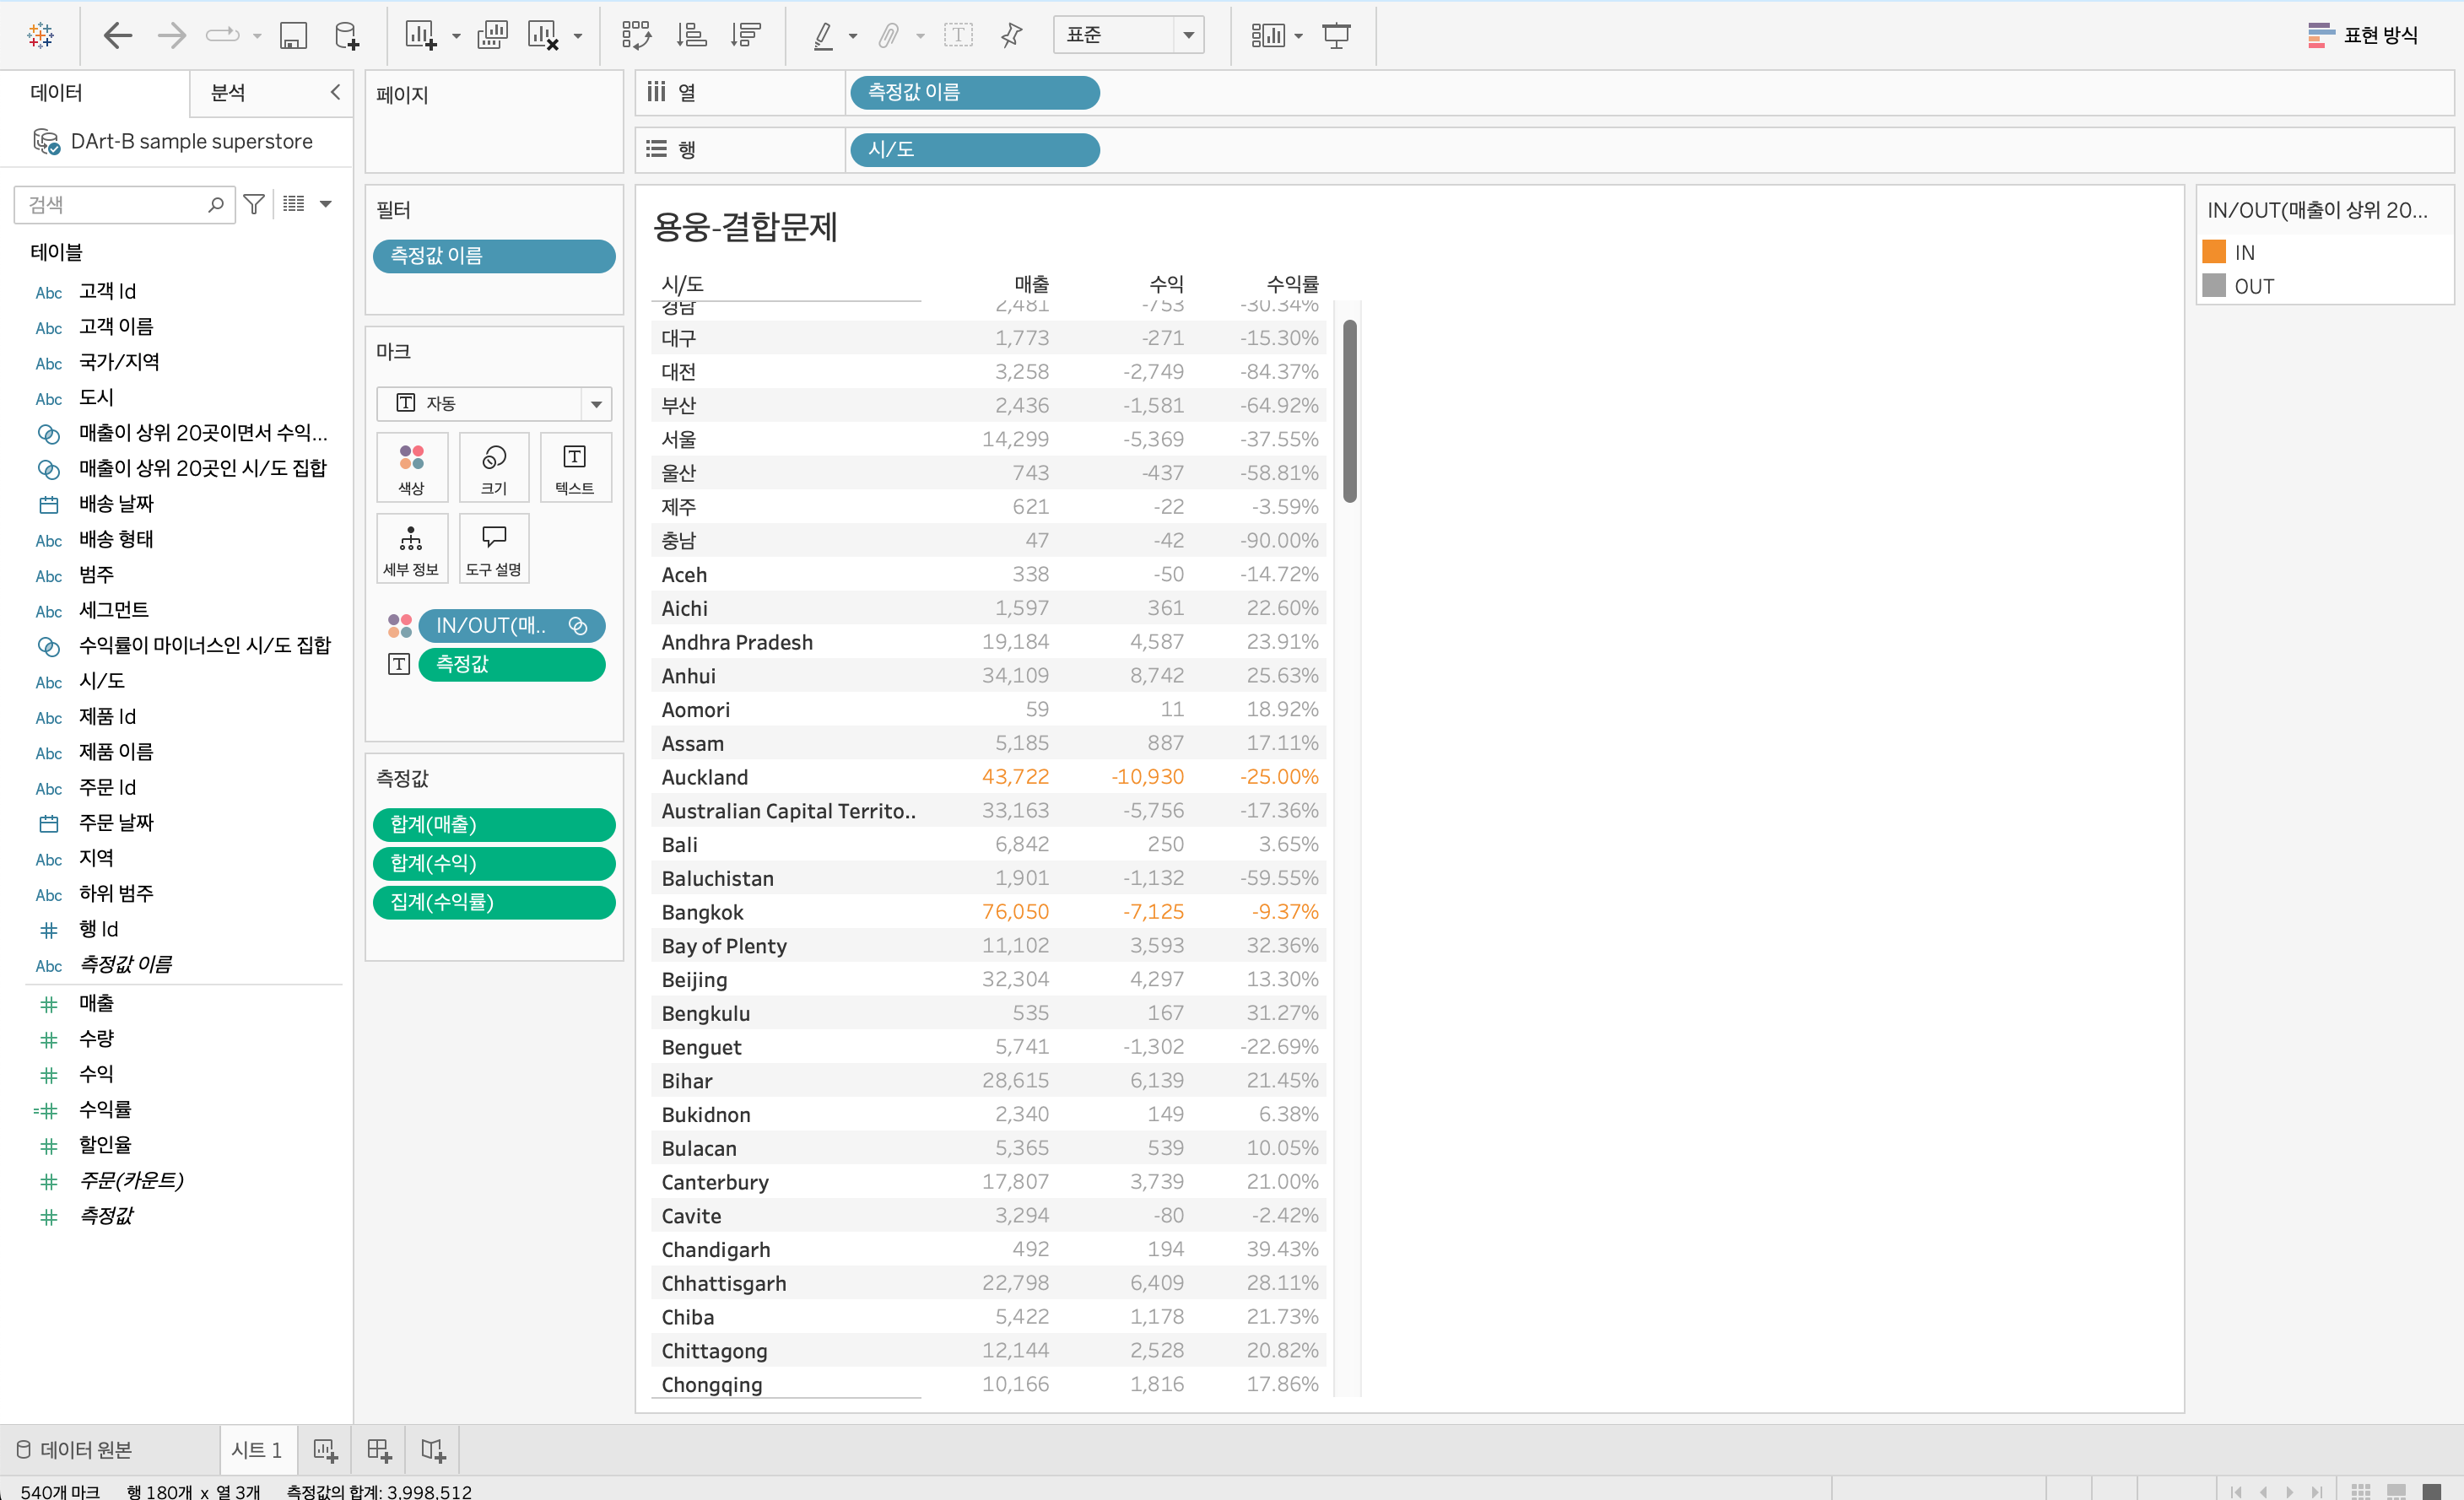 표준
표현 방식
데이터
분석
DArt-B sample superstore
검색
테이블
Abc 고객 Id
Abc 고객 이름
Abc 국가/지역
Abc 도시
매출이 상위 20곳이면서 수익...
매출이 상위 20곳인 시/도 집합
배송 날짜
Abc 배송 형태
Abc 범주
Abc 세그먼트
수익률이 마이너스인 시/도 집합
Abc 시/도
Abc 제품 Id
Abc 제품 이름
Abc 주문 Id
주문 날짜
Abc 지역
Abc 하위 범주
행 Id
Abc 측정값 이름
매출
수량
수익
수익률
할인율
주문(카운트)
측정값
페이지
필터
측정값 이름
마크
자동
색상 크기 텍스트
세부 정보 도구 설명
IN/OUT(매..
측정값
측정값
합계(매출)
합계(수익)
집계(수익률)
열 측정값 이름
행 시/도
용웅-결합문제
시/도 매출 수익 수익률
경남 2,481 -753 -30.34%
대구 1,773 -271 -15.30%
대전 3,258 -2,749 -84.37%
부산 2,436 -1,581 -64.92%
서울 14,299 -5,369 -37.55%
울산 743 -437 -58.81%
제주 621 -22 -3.59%
충남 47 -42 -90.00%
Aceh 338 -50 -14.72%
Aichi 1,597 361 22.60%
Andhra Pradesh 19,184 4,587 23.91%
Anhui 34,109 8,742 25.63%
Aomori 59 11 18.92%
Assam 5,185 887 17.11%
Auckland 43,722 -10,930 -25.00%
Australian Capital Territo.. 33,163 -5,756 -17.36%
Bali 6,842 250 3.65%
Baluchistan 1,901 -1,132 -59.55%
Bangkok 76,050 -7,125 -9.37%
Bay of Plenty 11,102 3,593 32.36%
Beijing 32,304 4,297 13.30%
Bengkulu 535 167 31.27%
Benguet 5,741 -1,302 -22.69%
Bihar 28,615 6,139 21.45%
Bukidnon 2,340 149 6.38%
Bulacan 5,365 539 10.05%
Canterbury 17,807 3,739 21.00%
Cavite 3,294 -80 -2.42%
Chandigarh 492 194 39.43%
Chhattisgarh 22,798 6,409 28.11%
Chiba 5,422 1,178 21.73%
Chittagong 12,144 2,528 20.82%
Chongqing 10,166 1,816 17.86%
IN/OUT(매출이 상위 20...
IN
OUT
데이터 원본
시트 1
540개 마크 행 180개 x 열 3개 측정값의 합계: 3,998,512